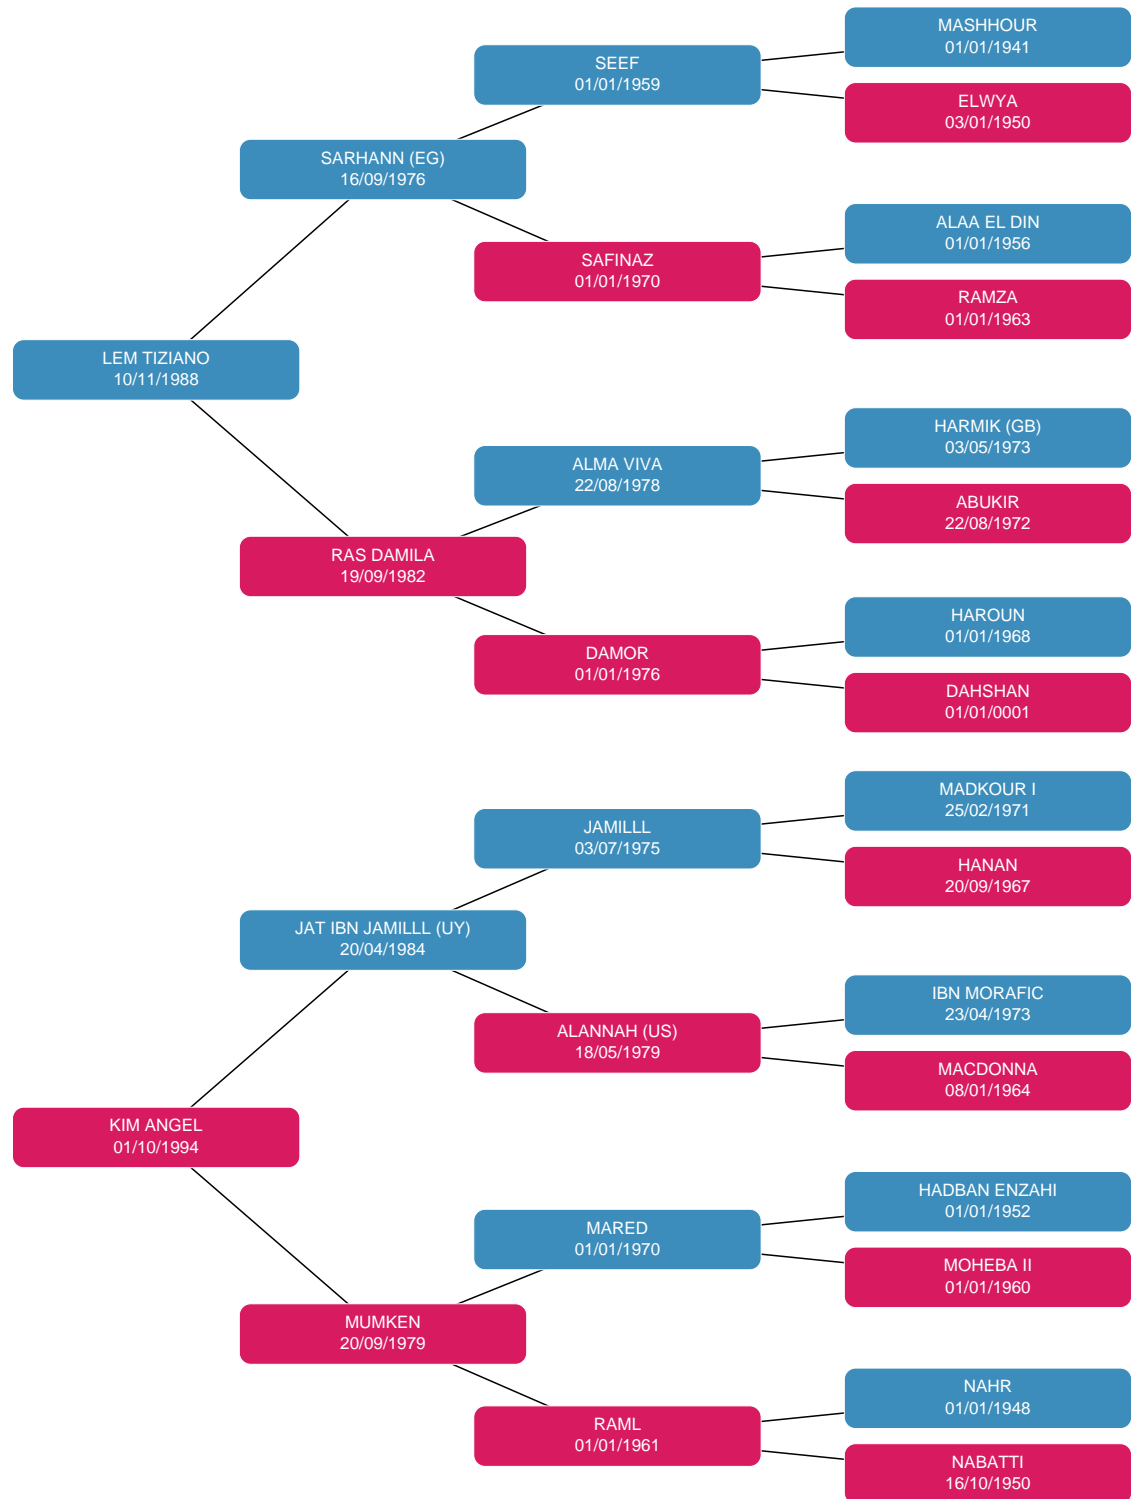 MASHHOUR
01/01/1941
SEEF
01/01/1959
ELWYA
03/01/1950
SARHANN (EG)
16/09/1976
ALAA EL DIN
01/01/1956
SAFINAZ
01/01/1970
RAMZA
01/01/1963
LEM TIZIANO
10/11/1988
HARMIK (GB)
03/05/1973
ALMA VIVA
22/08/1978
ABUKIR
22/08/1972
RAS DAMILA
19/09/1982
HAROUN
01/01/1968
DAMOR
01/01/1976
DAHSHAN
01/01/0001
MADKOUR I
25/02/1971
JAMILLL
03/07/1975
HANAN
20/09/1967
JAT IBN JAMILLL (UY)
20/04/1984
IBN MORAFIC
23/04/1973
ALANNAH (US)
18/05/1979
MACDONNA
08/01/1964
KIM ANGEL
01/10/1994
HADBAN ENZAHI
01/01/1952
MARED
01/01/1970
MOHEBA II
01/01/1960
MUMKEN
20/09/1979
NAHR
01/01/1948
RAML
01/01/1961
NABATTI
16/10/1950